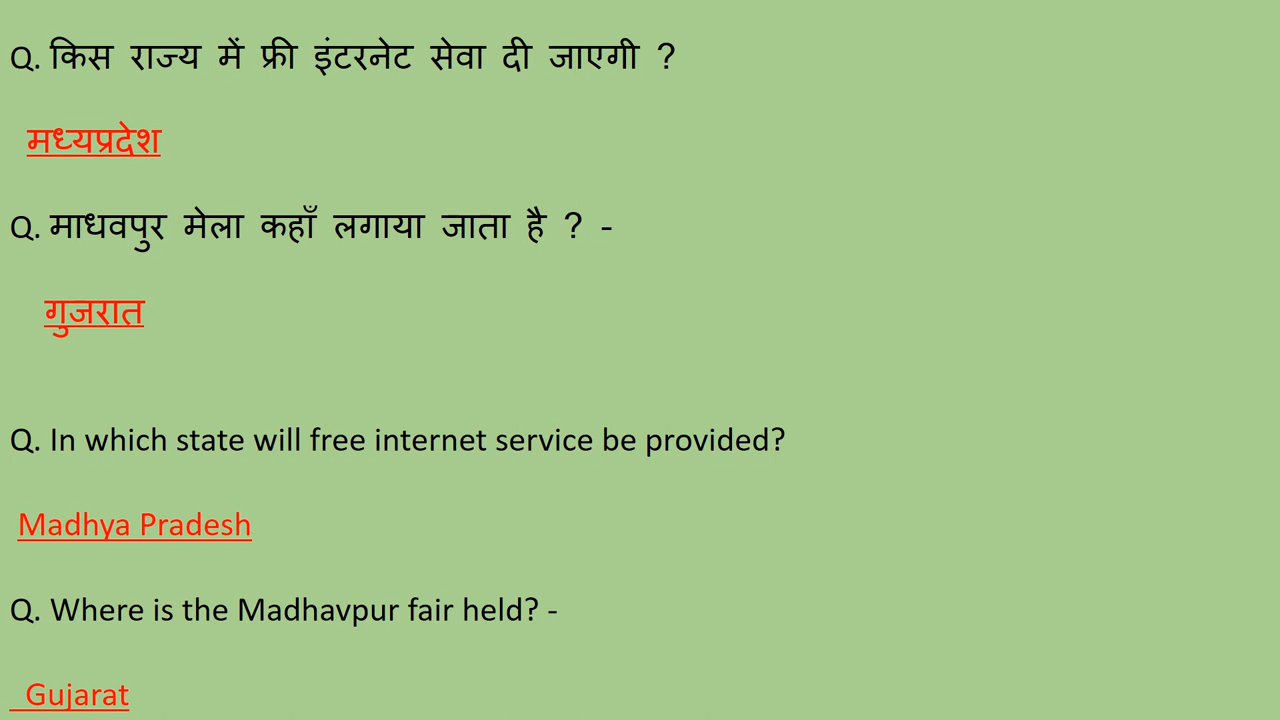 Q. किस राज्य में फ्री इंटरनेट सेवा दी जाएगी ?
मध्यप्रदेश
Q. माधवपुर मेला कहाँ लगाया जाता है ? -
गुजरात
Q. In which state will free internet service be provided?
Madhya Pradesh
Q. Where is the Madhavpur fair held? -
Gujarat